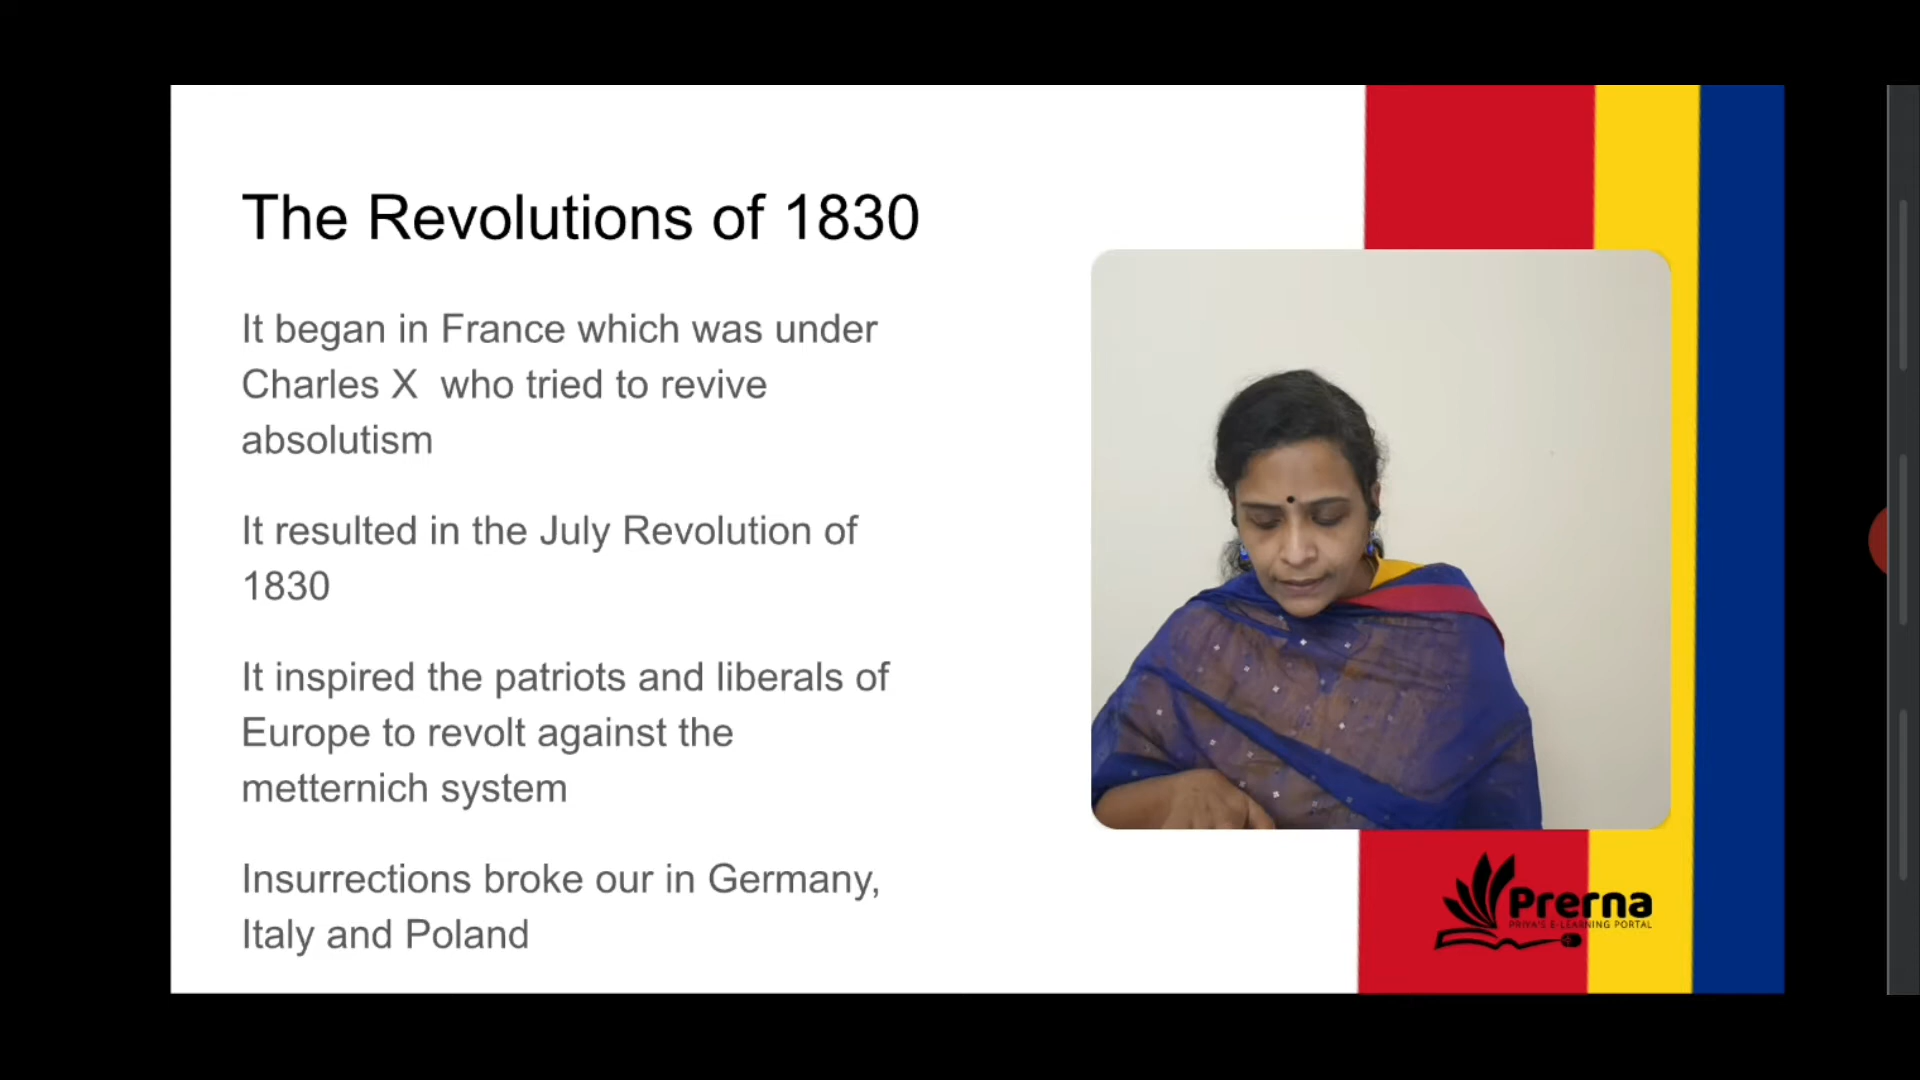 The Revolutions of 1830
It began in France which was under
Charles X  who tried to revive
absolutism
It resulted in the July Revolution of
1830
It inspired the patriots and liberals of
Europe to revolt against the
metternich system
Insurrections broke our in Germany,
Italy and Poland
Prerna
PRIYA'S E-LEARNING PORTAL